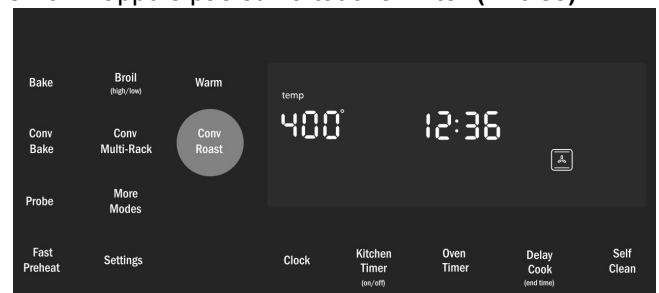 Bake
Broil
(high/low)
Warm
temp
400°
12:36
Conv
Bake
Conv
Multi-Rack
Conv
Roast
Probe
More
Modes
Fast
Preheat
Settings
Clock
Kitchen
Timer
(on/off)
Oven
Timer
Delay
Cook
(end time)
Self
Clean